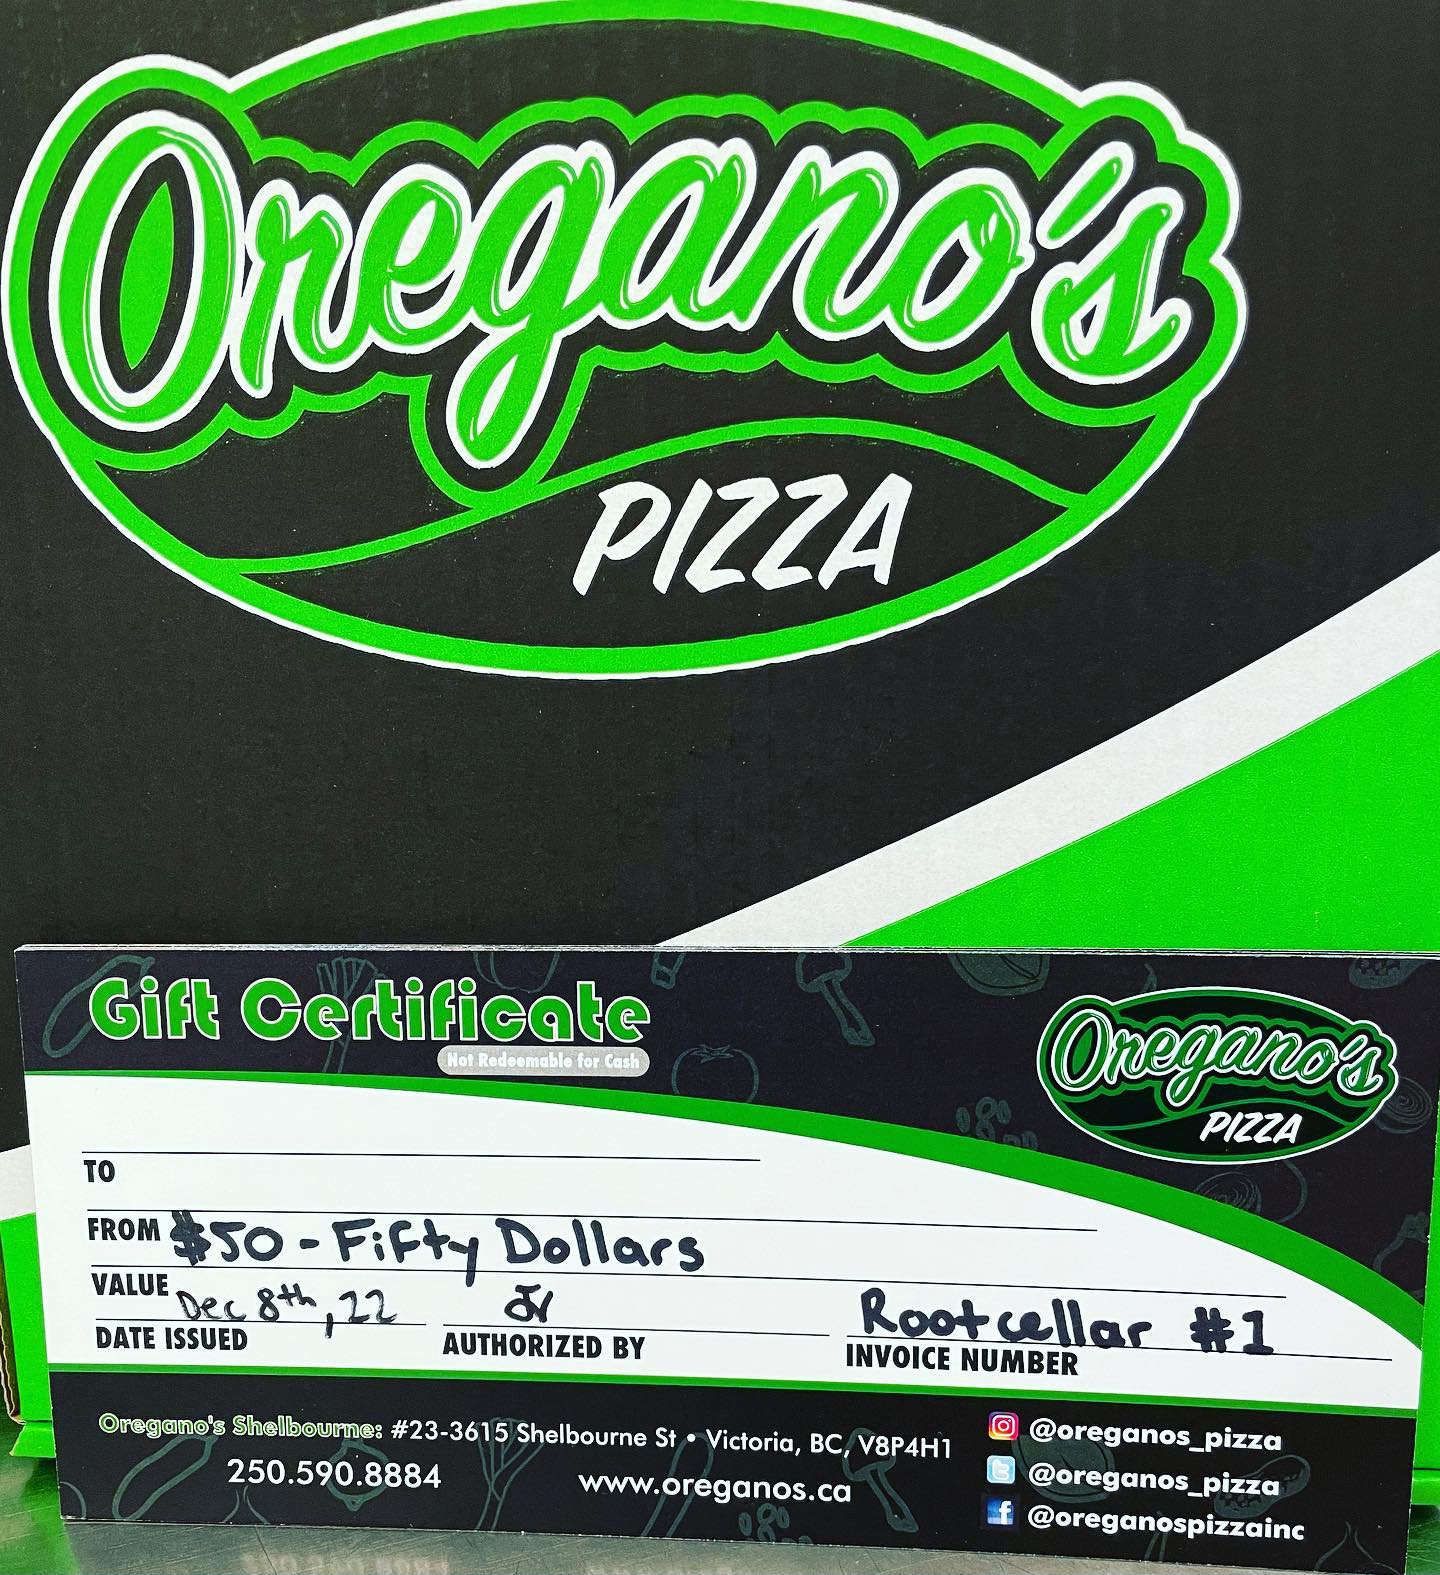 Oregano's
PIZZA
Gift Certificate
Not Redeemable for Cash
Oregano's
PIZZA
TO
FROM
$50 - Fifty Dollars
VALUE
Dec 8th, 22
DATE ISSUED
AUTHORIZED BY
Rootcellar #1
INVOICE NUMBER
Oregano's Shelbourne: #23-3615 Shelbourne St • Victoria, BC, V8P4H1
250.590.8884 www.oreganos.ca
@oreganos_pizza
@oreganos_pizza
@oreganospizzainc